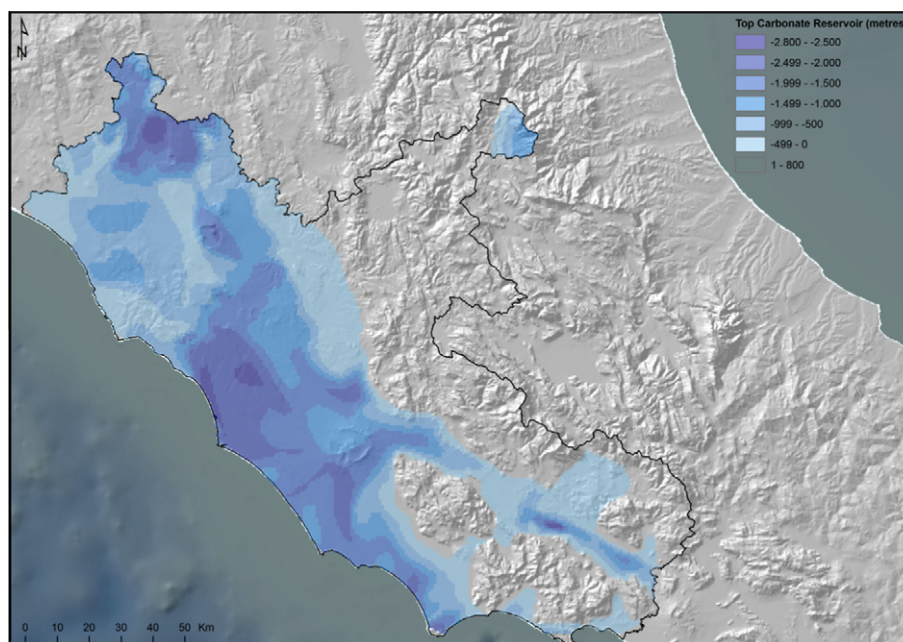 N
Top Carbonate Reservoir (metres
-2.800 - -2.500
-2.499 - -2.000
-1.999 - -1.500
-1.499 - -1.000
-999 - -500
-499 - 0
1 - 800
0 10 20 30 40 50 Km